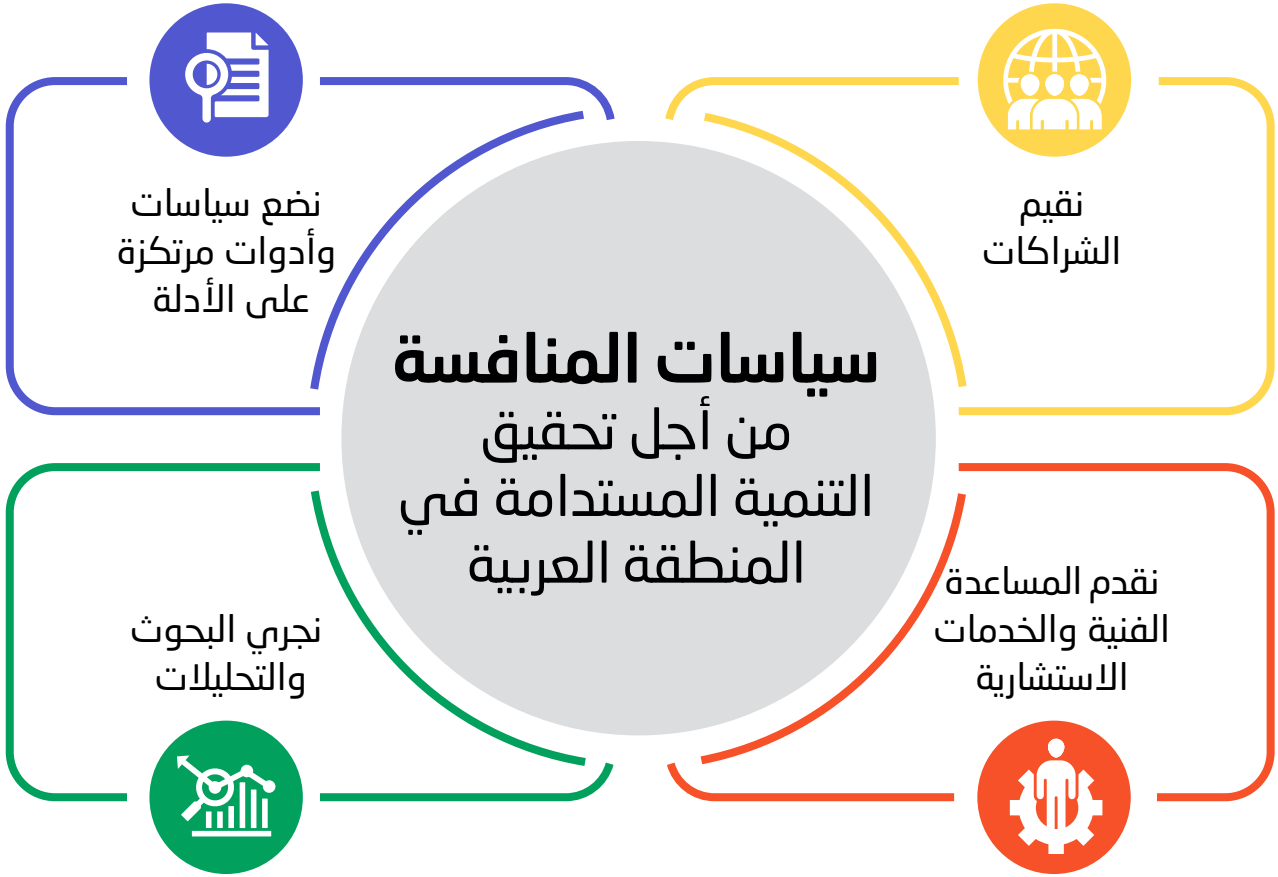 نقيم
الشراكات
نضع سياسات
وأدوات مرتكزة
على الأدلة
سياسات المنافسة
من أجل تحقيق
التنمية المستدامة في
المنطقة العربية
نقدم المساعدة
الفنية والخدمات
الاستشارية
نجري البحوث
والتحليلات